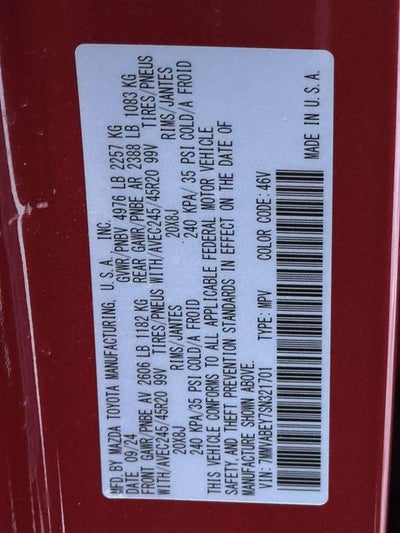 MFD.BY MAZDA TOYOTA MANUFACTURING, U.S.A., INC.
DATE 09/24 GVWR/PNBV 4976 LB 2257 KG
FRONT GAWR/PNBE AV 2606 LB 1182 KG REAR GAWR/PNBE AR 2388 LB 1083 KG
WITH/AVEC245/45R20 99V TIRES/PNEUS WITH/AVEC245/45R20 99V TIRES/PNEUS
20X8J RIMS/JANTES 20X8J RIMS/JANTES
240 KPA/35 PSI COLD/A FROID 240 KPA/ 35 PSI COLD/A FROID
THIS VEHICLE CONFORMS TO ALL APPLICABLE FEDERAL MOTOR VEHICLE
SAFETY, AND THEFT PREVENTION STANDARDS IN EFFECT ON THE DATE OF
MANUFACTURE SHOWN ABOVE.
VIN: 7MMVABEY7SN321701 TYPE: MPV COLOR CODE: 46V
MADE IN U.S.A.